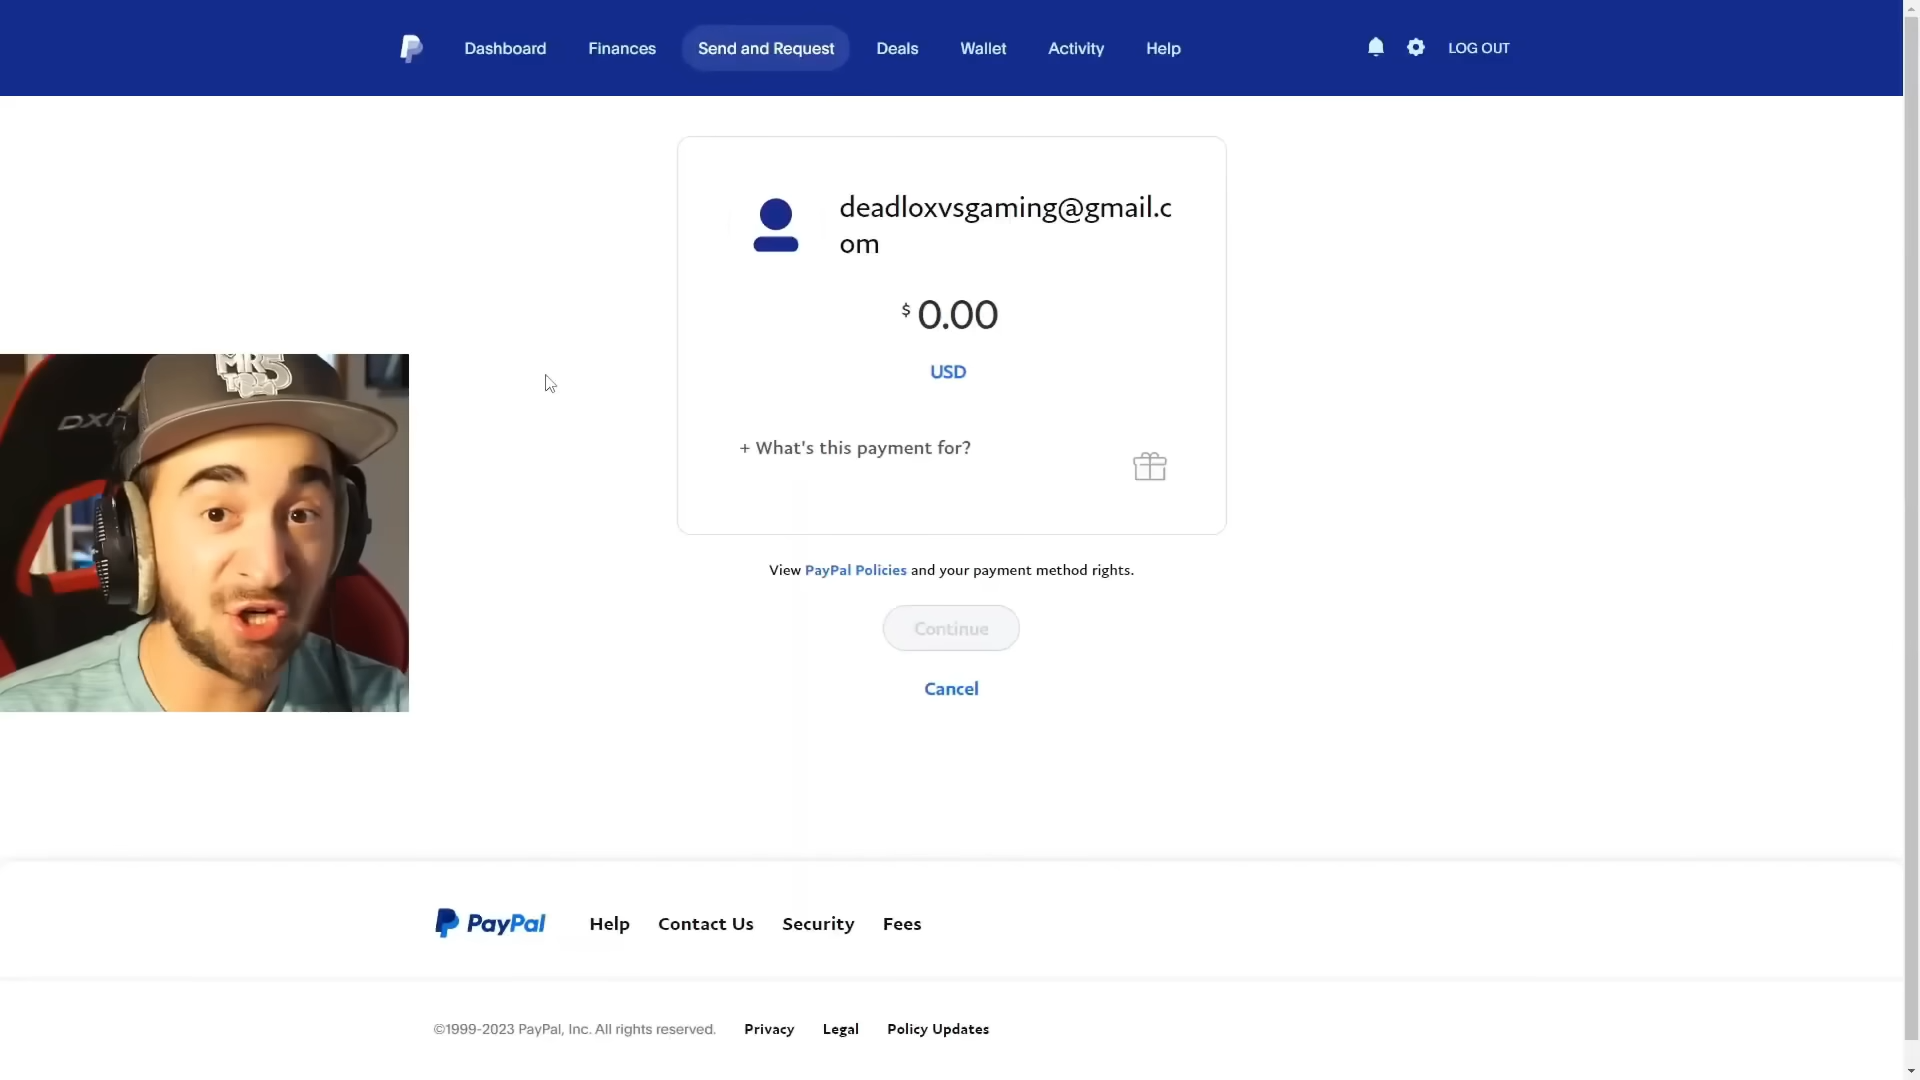 Dashboard Finances Send and Request Deals Wallet Activity Help LOG OUT
deadloxvsgaming@gmail.c
om
$ 0.00
USD
+ What's this payment for?
View PayPal Policies and your payment method rights.
Continue
Cancel
MR5
DX
PayPal Help Contact Us Security Fees
©1999-2023 PayPal, Inc. All rights reserved. Privacy Legal Policy Updates